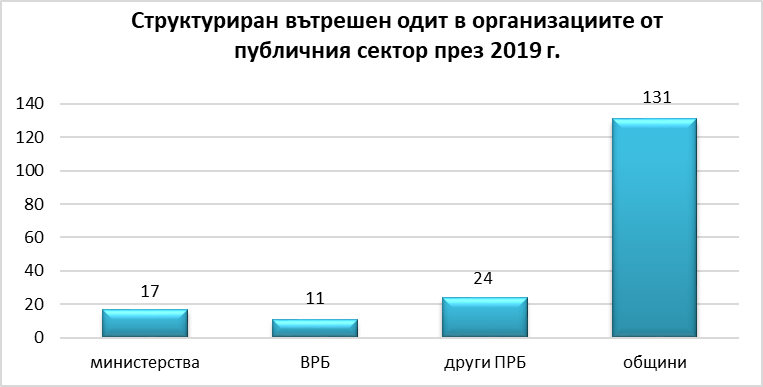 Структуриран вътрешен одит в организациите от
публичния сектор през 2019 г.
140
120
100
80
60
40
20
0
17
11
24
131
министерства
ВРБ
други ПРБ
общини